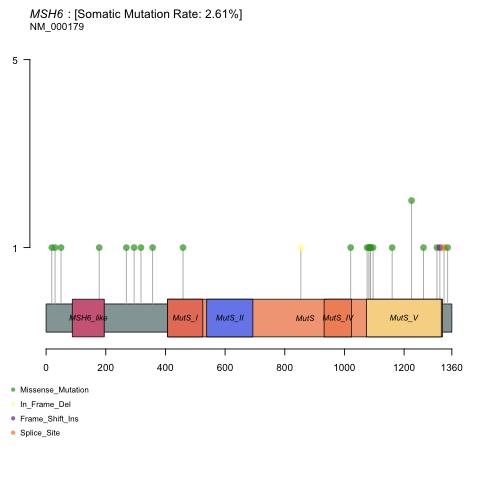 MSH6 : [Somatic Mutation Rate: 2.61%]
NM_000179
5
1
MSH6_like MutS_I MutS_II MutS MutS_IV MutS_V
0 200 400 600 800 1000 1200 1360
Missense_Mutation
In_Frame_Del
Frame_Shift_Ins
Splice_Site